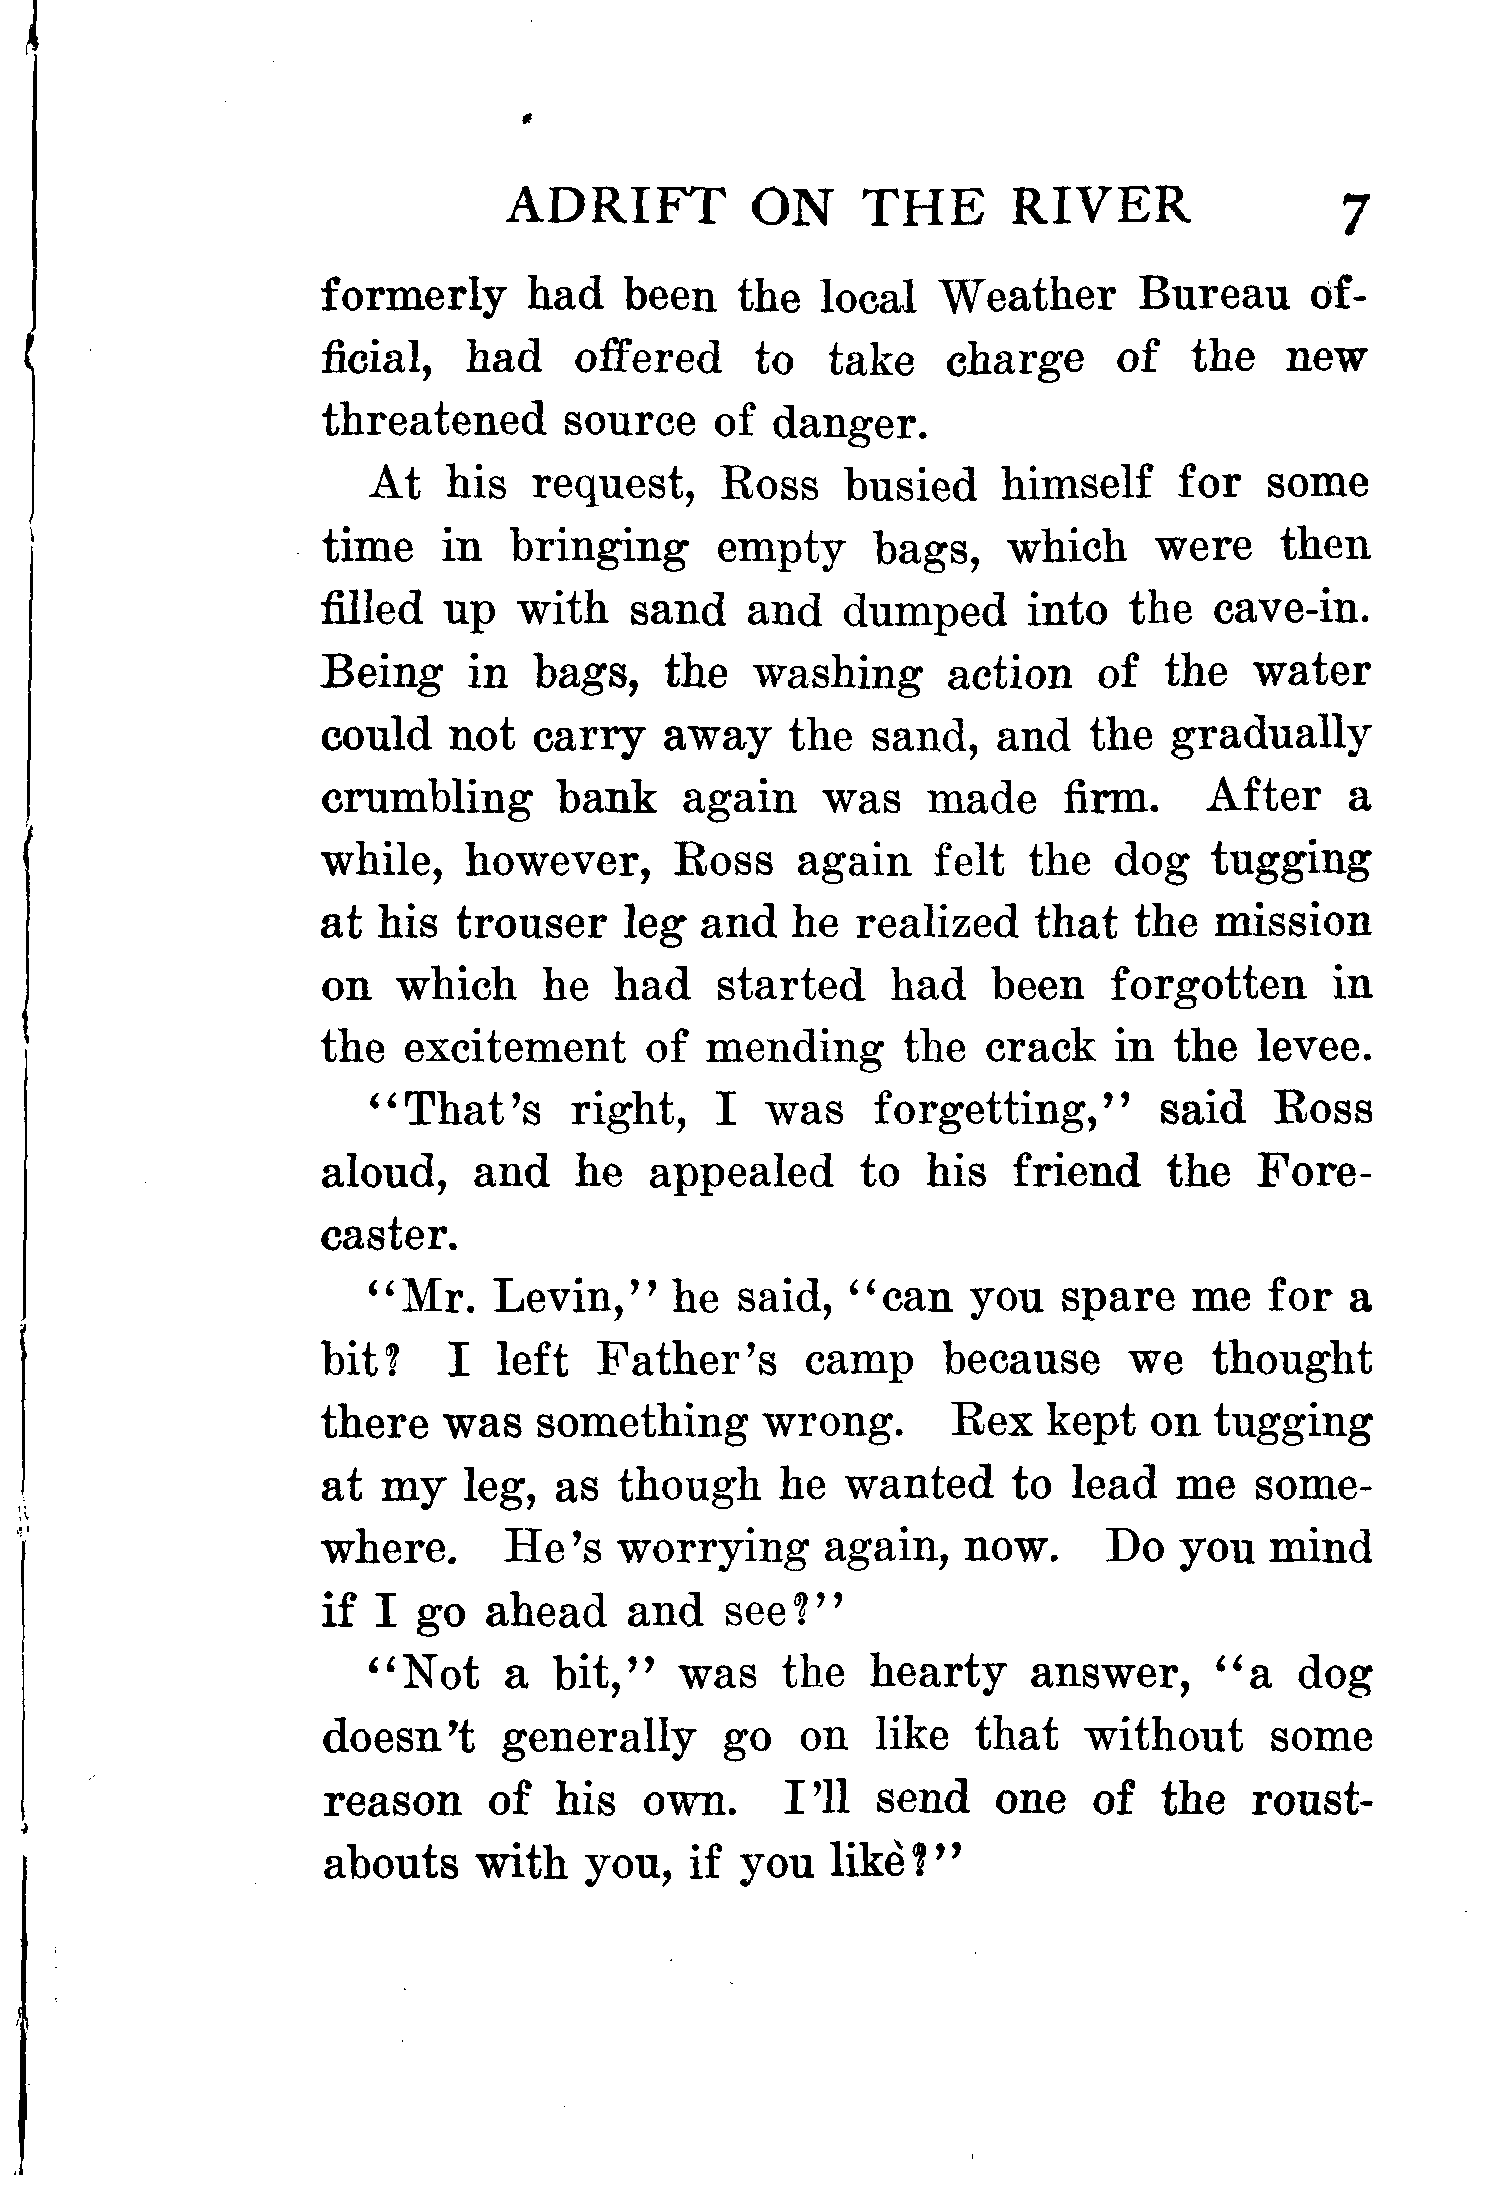 ADRIFT ON THE RIVER 7
formerly had been the local Weather Bureau of-
ficial, had offered to take charge of the new
threatened source of danger.
At his request, Ross busied himself for some
time in bringing empty bags, which were then
filled up with sand and dumped into the cave-in.
Being in bags, the washing action of the water
could not carry away the sand, and the gradually
crumbling bank again was made firm. After a
while, however, Ross again felt the dog tugging
at his trouser leg and he realized that the mission
on which he had started had been forgotten in
the excitement of mending the crack in the levee.
"That's right, I was forgetting," said Ross
aloud, and he appealed to his friend the Fore-
caster.
"Mr. Levin," he said, "can you spare me for a
bit? I left Father's camp because we thought
there was something wrong. Rex kept on tugging
at my leg, as though he wanted to lead me some-
where. He's worrying again, now. Do you mind
if I go ahead and see?"
"Not a bit," was the hearty answer, "a dog
doesn't generally go on like that without some
reason of his own. I'll send one of the roust-
abouts with you, if you like?"